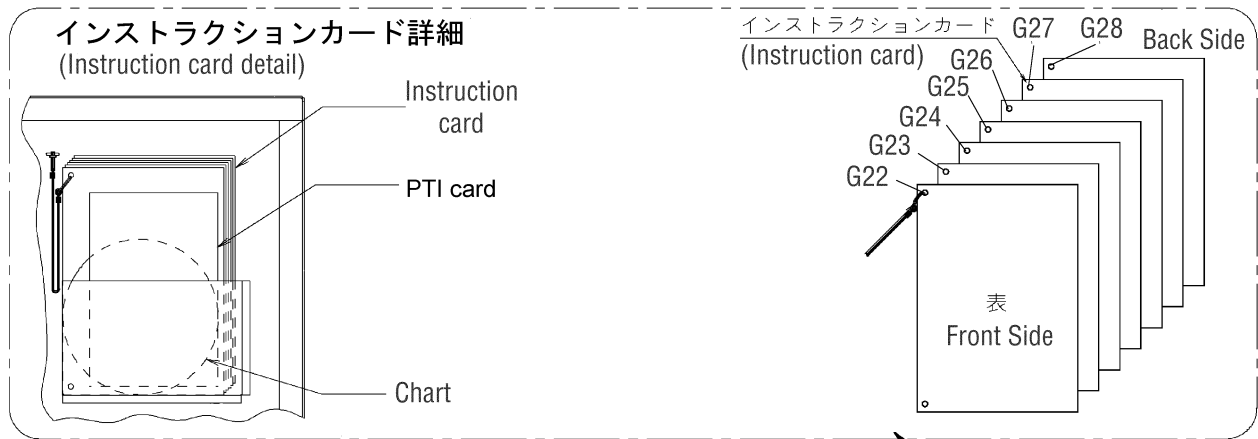 インストラクションカード詳細
(Instruction card detail)
Instruction
card
PTI card
Chart
インストラクションカード
(Instruction card)
G22
G23
G24
G25
G26
G27
G28
Back Side
表
Front Side